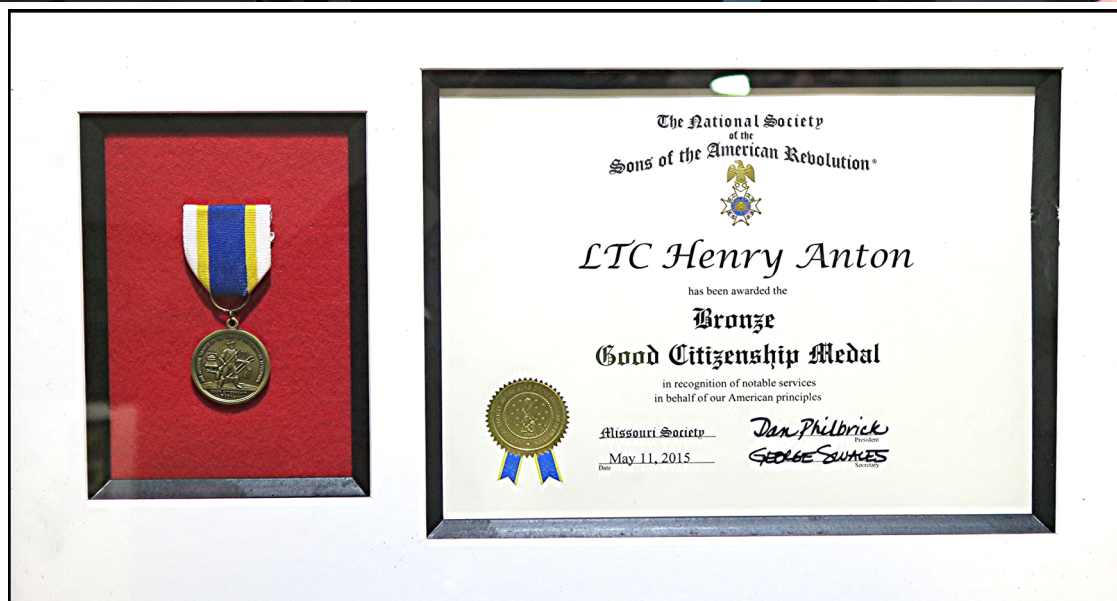 The National Society
of the
Sons of the American Revolution®
LTC Henry Anton
has been awarded the
Bronze
Good Citizenship Medal
in recognition of notable services
in behalf of our American principles
Missouri Society
Dan Philbrick
President
May 11, 2015
Date
GEORGE SWALES
Secretary